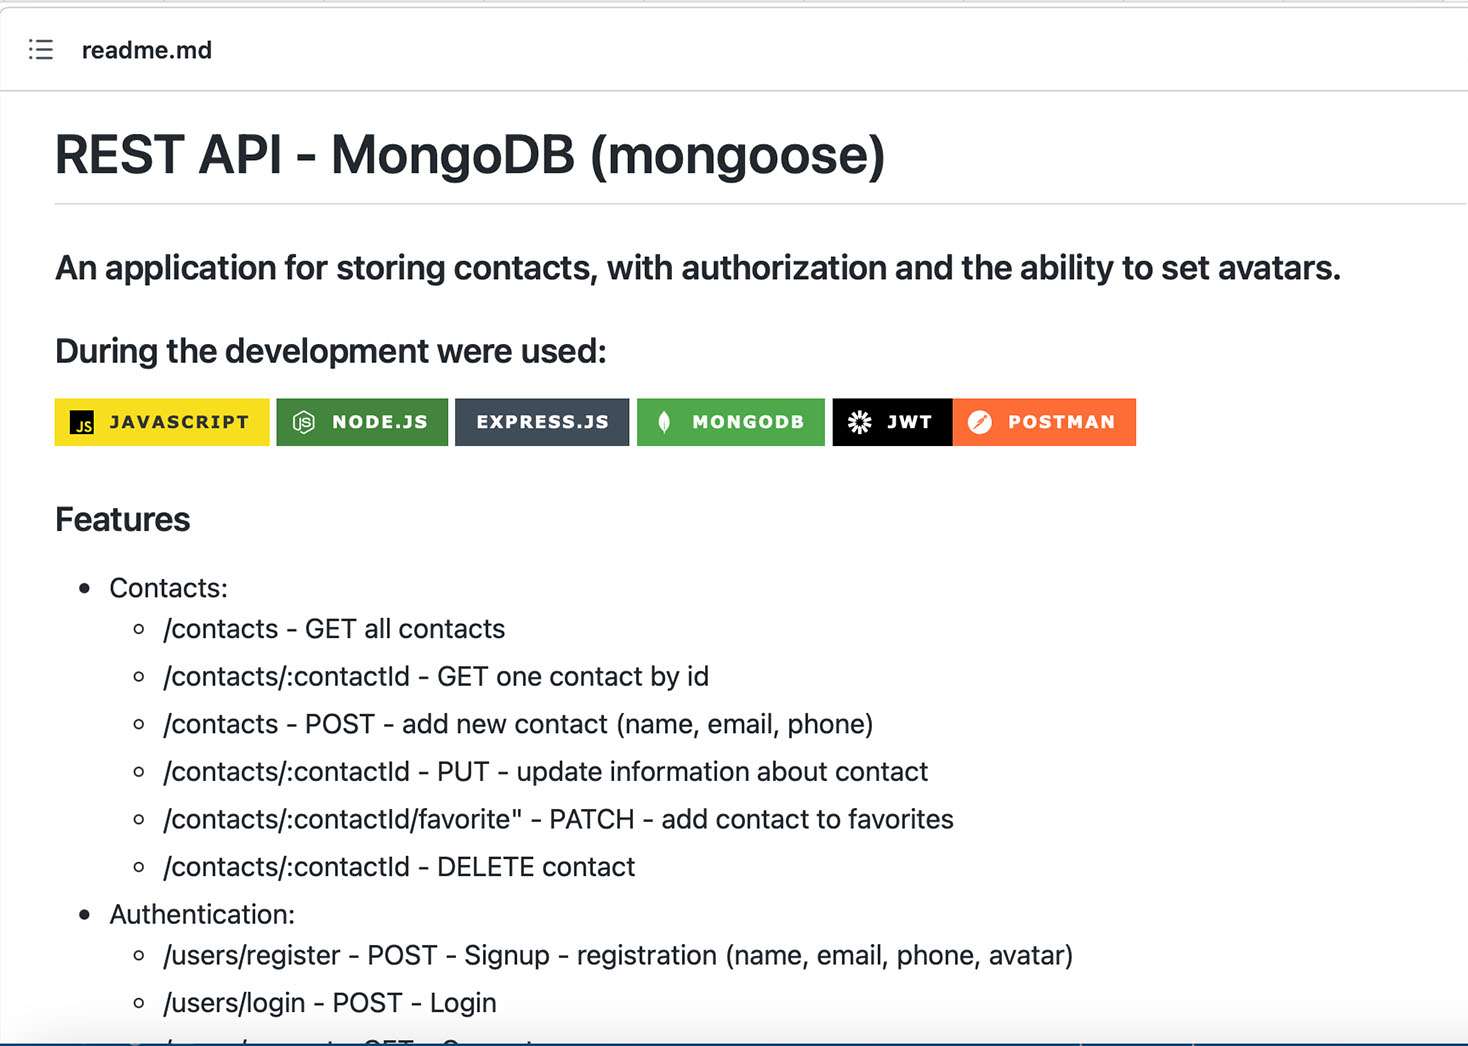 readme.md
REST API - MongoDB (mongoose)
An application for storing contacts, with authorization and the ability to set avatars.
During the development were used:
JS JAVASCRIPT JS NODE.JS EXPRESS.JS MONGODB JWT POSTMAN
Features
Contacts:
/contacts - GET all contacts
/contacts/:contactId - GET one contact by id
/contacts - POST - add new contact (name, email, phone)
/contacts/:contactId - PUT - update information about contact
/contacts/:contactId/favorite" - PATCH - add contact to favorites
/contacts/:contactId - DELETE contact
Authentication:
/users/register - POST - Signup - registration (name, email, phone, avatar)
/users/login - POST - Login